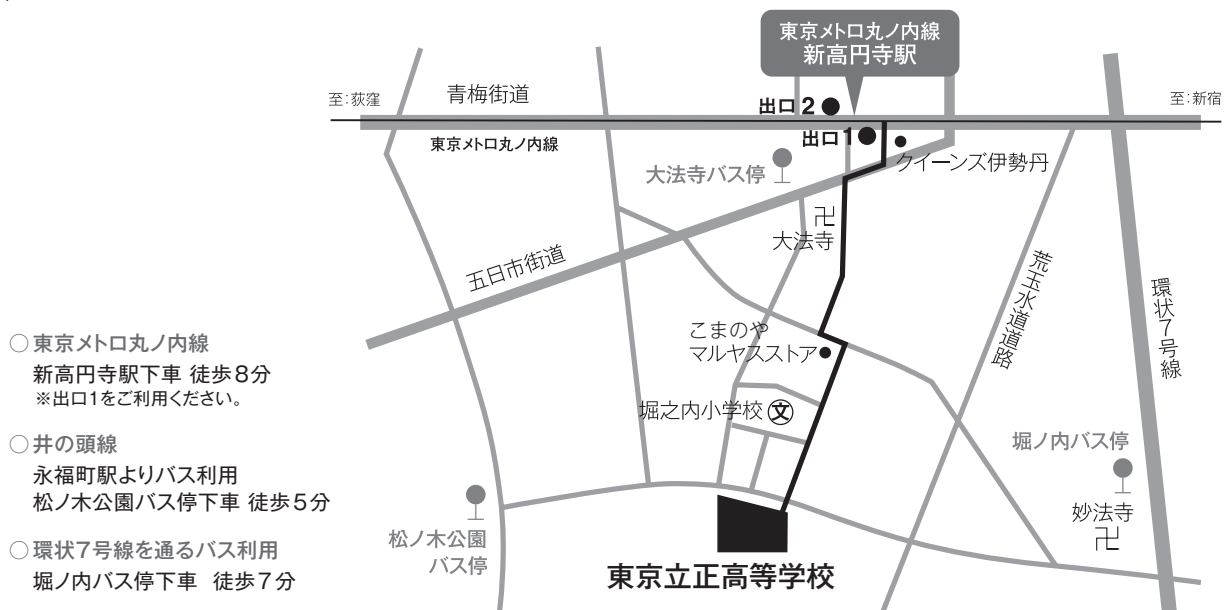 東京メトロ丸ノ内線
新高円寺駅
至:荻窪
青梅街道
出口 2
至:新宿
東京メトロ丸ノ内線
出口1
クイーンズ伊勢丹
大法寺バス停
卍
大法寺
五日市街道
荒玉水道道路
環状7号線
こまのや
マルヤスストア
堀之内小学校 文
堀ノ内バス停
妙法寺
卍
松ノ木公園
バス停
東京立正高等学校
○ 東京メトロ丸ノ内線
新高円寺駅下車 徒歩8分
※出口1をご利用ください。
○ 井の頭線
永福町駅よりバス利用
松ノ木公園バス停下車 徒歩5分
○ 環状7号線を通るバス利用
堀ノ内バス停下車 徒歩7分